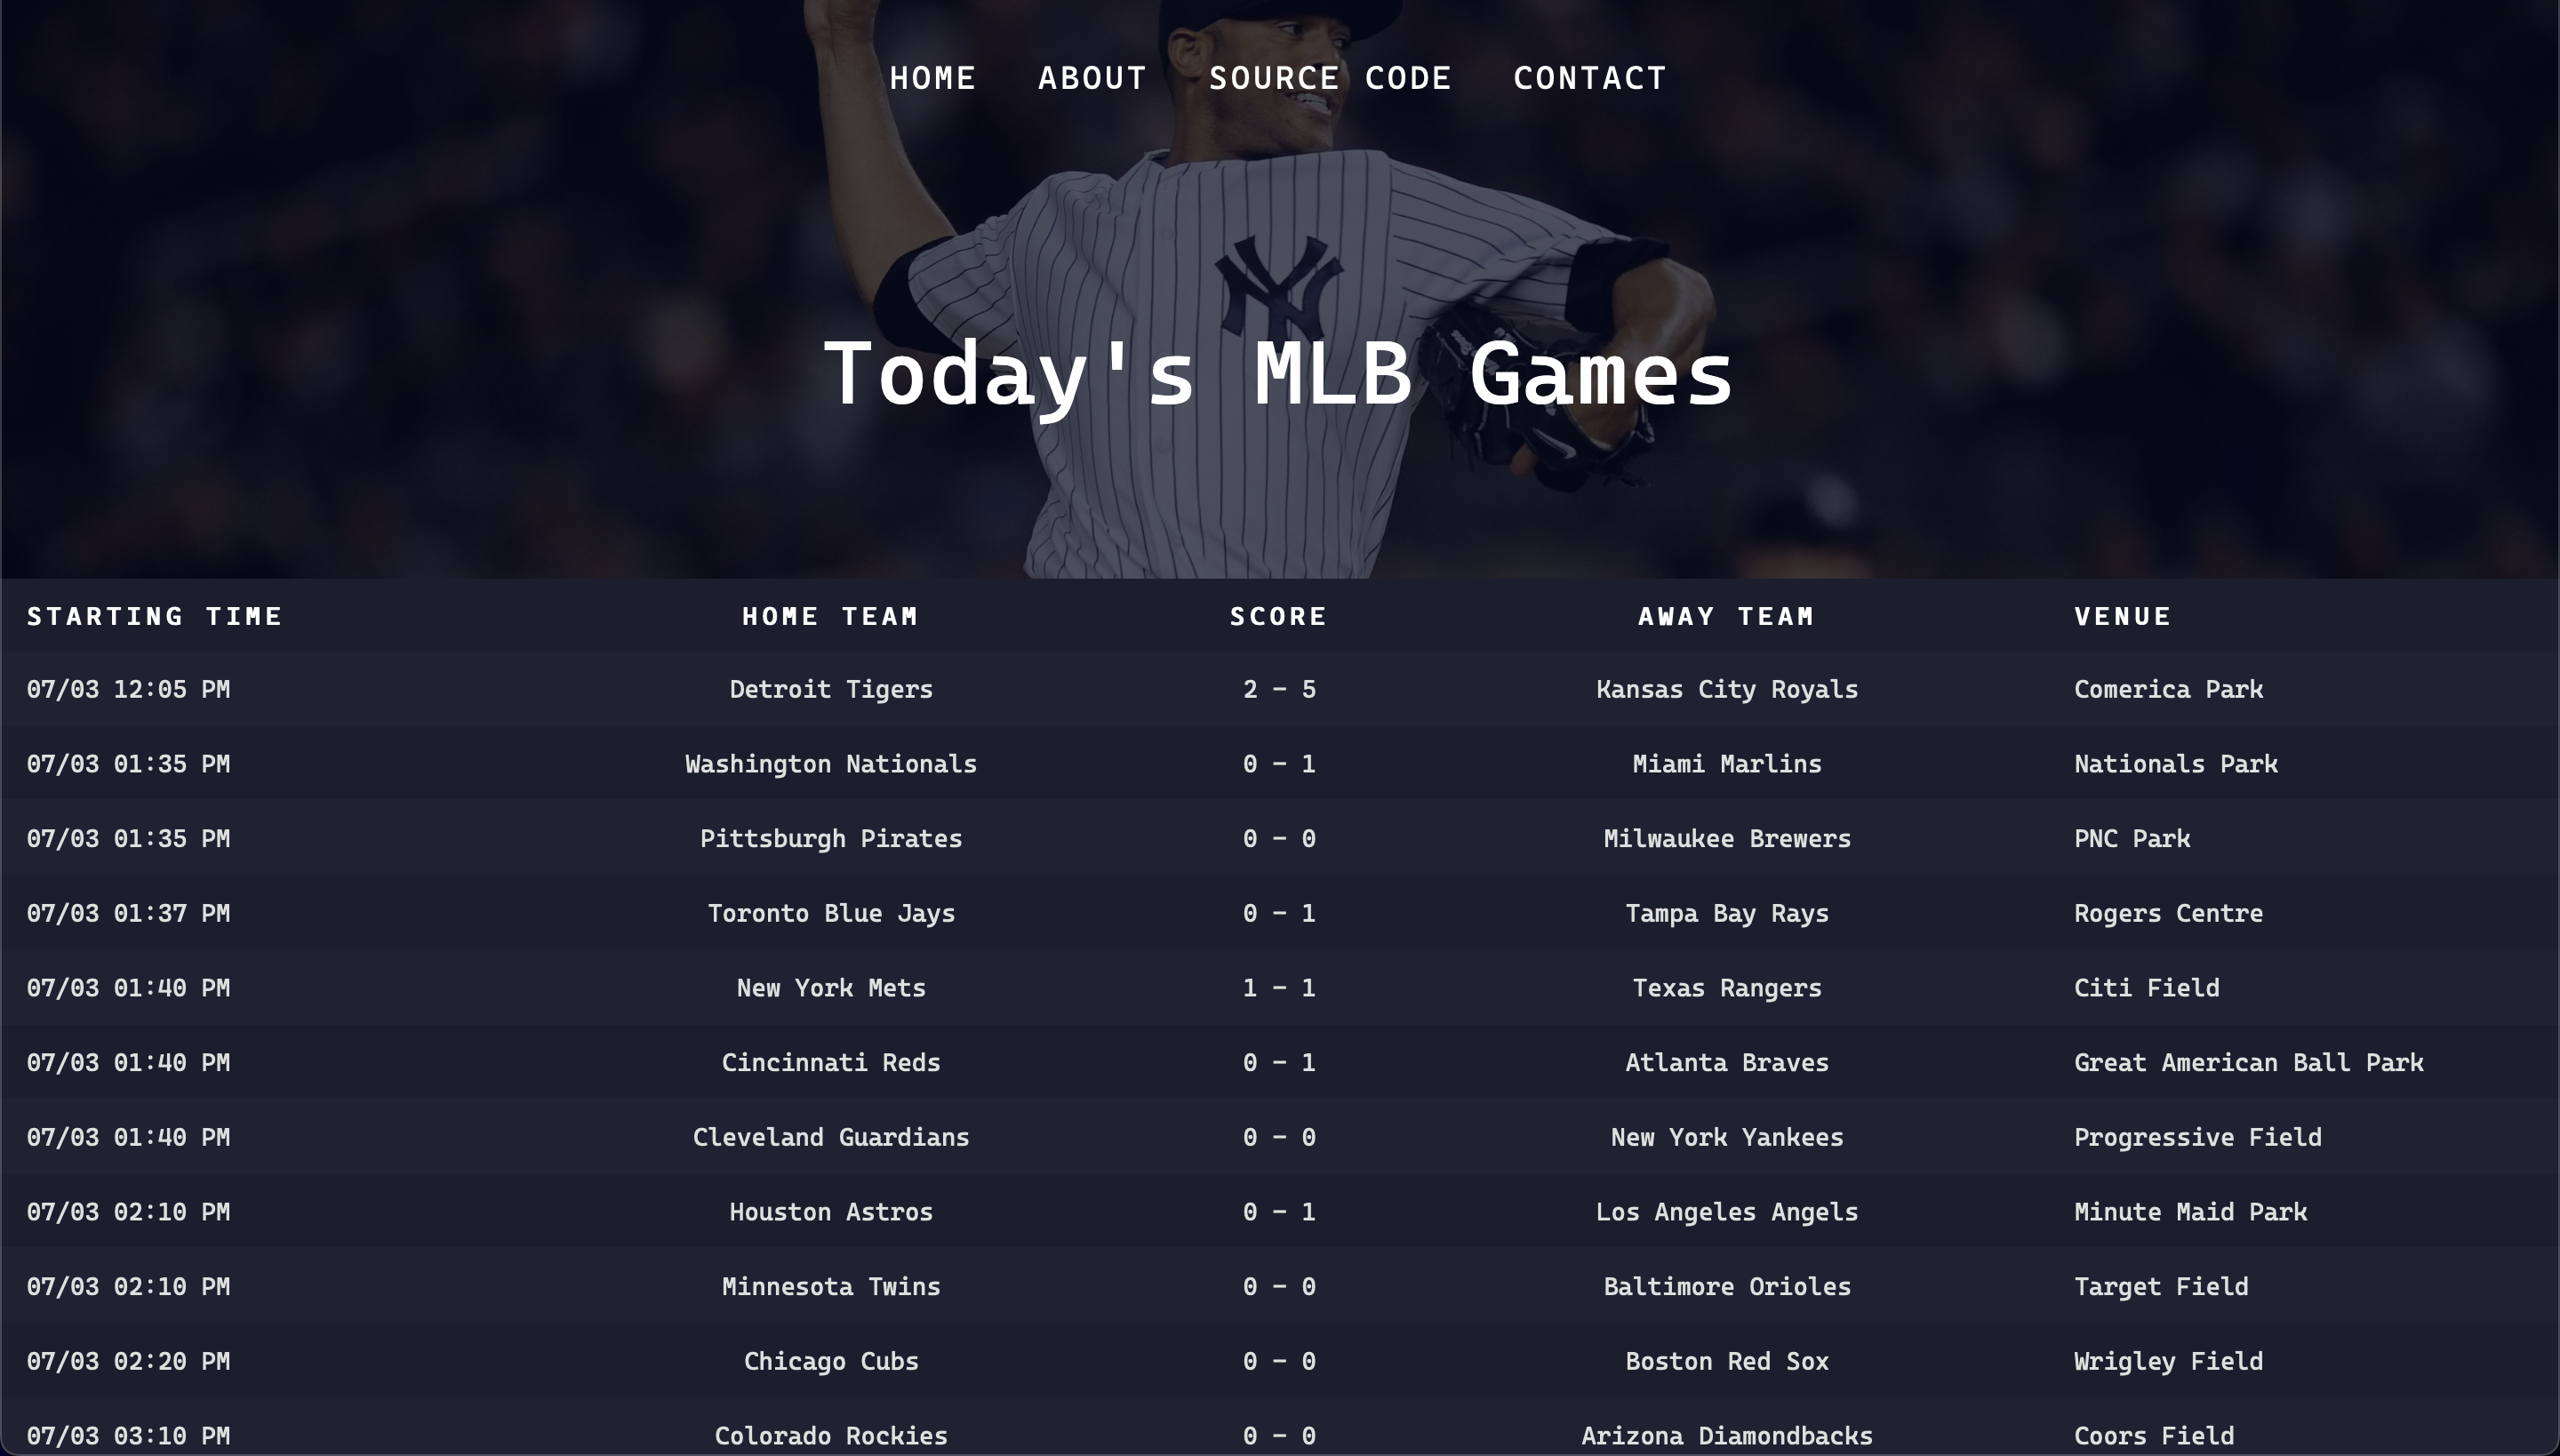 HOME ABOUT SOURCE CODE CONTACT
NY
Today's MLB Games
STARTING TIME HOME TEAM SCORE AWAY TEAM VENUE
07/03 12:05 PM Detroit Tigers 2 - 5 Kansas City Royals Comerica Park
07/03 01:35 PM Washington Nationals 0 - 1 Miami Marlins Nationals Park
07/03 01:35 PM Pittsburgh Pirates 0 - 0 Milwaukee Brewers PNC Park
07/03 01:37 PM Toronto Blue Jays 0 - 1 Tampa Bay Rays Rogers Centre
07/03 01:40 PM New York Mets 1 - 1 Texas Rangers Citi Field
07/03 01:40 PM Cincinnati Reds 0 - 1 Atlanta Braves Great American Ball Park
07/03 01:40 PM Cleveland Guardians 0 - 0 New York Yankees Progressive Field
07/03 02:10 PM Houston Astros 0 - 1 Los Angeles Angels Minute Maid Park
07/03 02:10 PM Minnesota Twins 0 - 0 Baltimore Orioles Target Field
07/03 02:20 PM Chicago Cubs 0 - 0 Boston Red Sox Wrigley Field
07/03 03:10 PM Colorado Rockies 0 - 0 Arizona Diamondbacks Coors Field